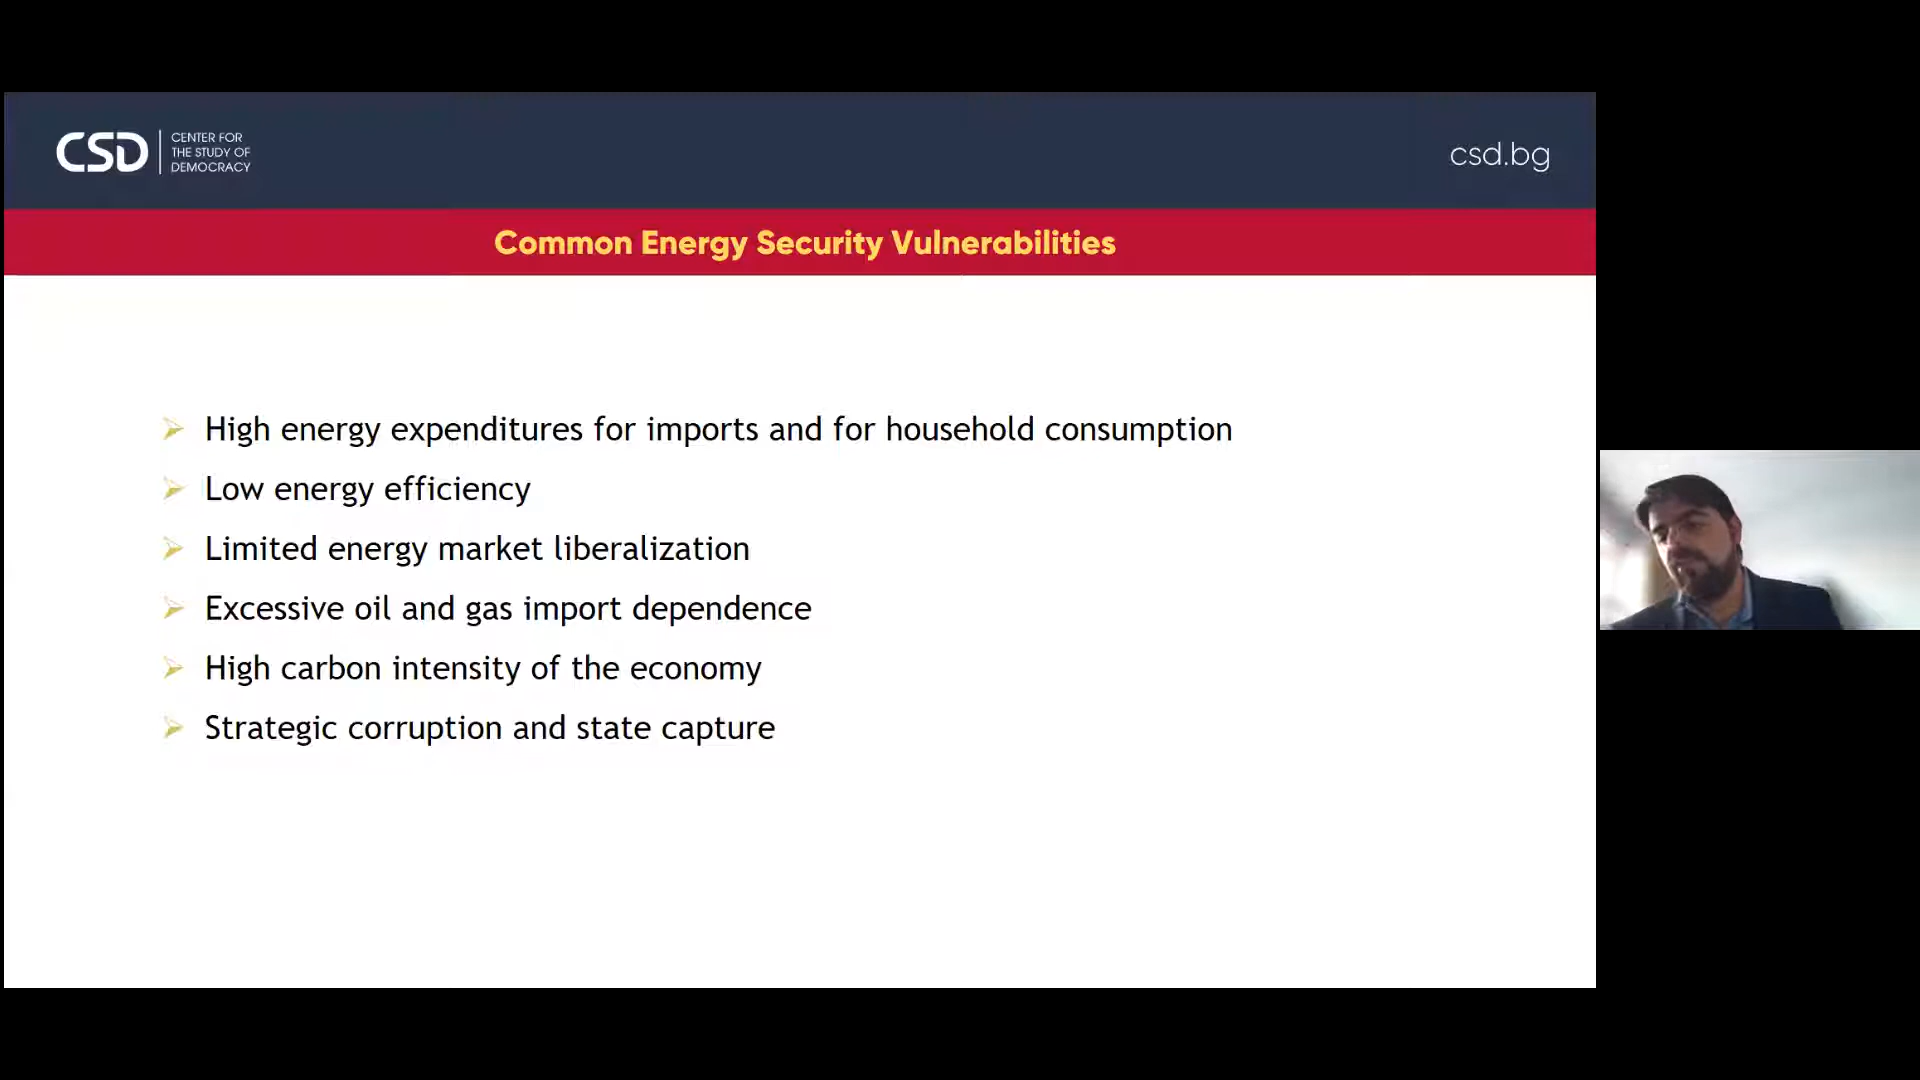 CSD
CENTER FOR
THE STUDY OF
DEMOCRACY
csd.bg
Common Energy Security Vulnerabilities
High energy expenditures for imports and for household consumption
Low energy efficiency
Limited energy market liberalization
Excessive oil and gas import dependence
High carbon intensity of the economy
Strategic corruption and state capture